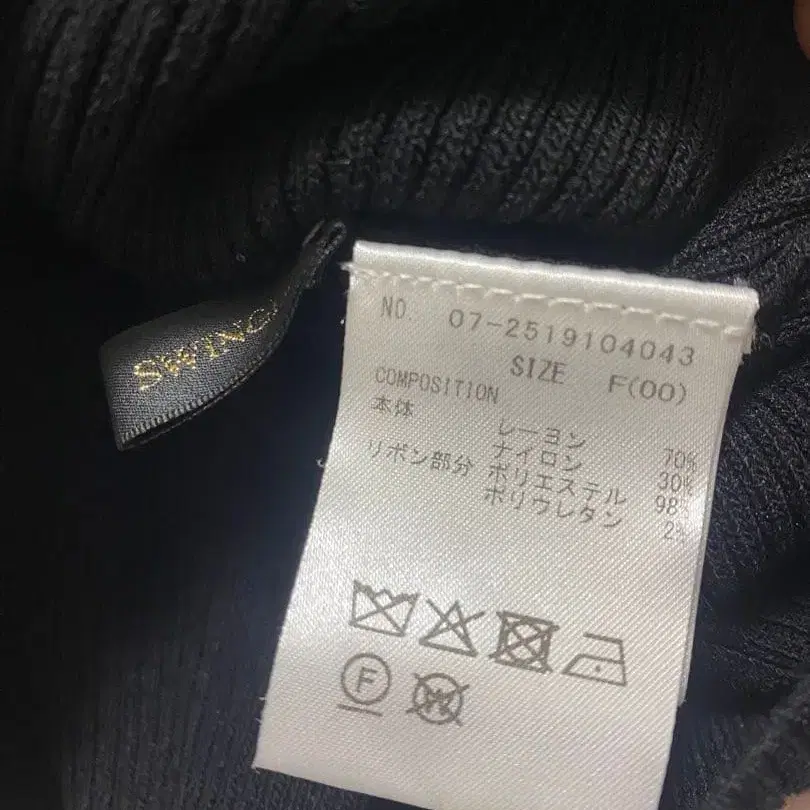 SWING
NO. 07-2519104043
SIZE F(00)
COMPOSITION
本体 レーヨン 70%
ナイロン 30%
リボン部分 ポリエステル 98%
ポリウレタン 2%
F
W